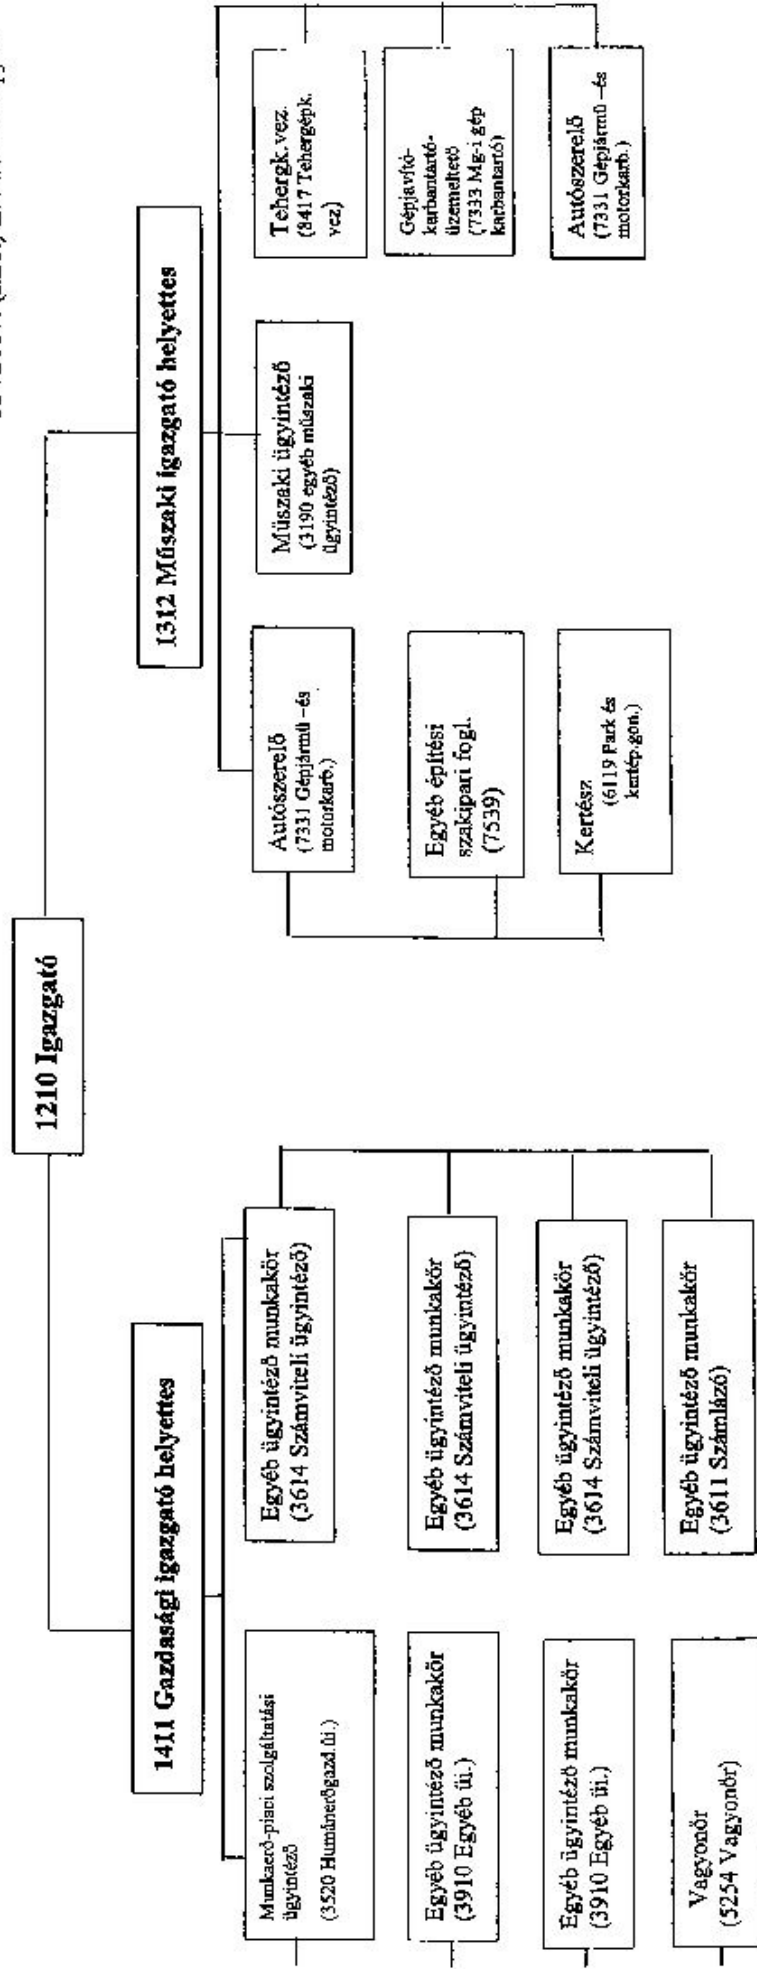 1210 Igazgató
1411 Gazdasági igazgató helyettes
1312 Műszaki igazgató helyettes
Munkaerő-piaci szolgáltatási
ügyintéző
(3520 Humánerőgazd.üi.)
Egyéb ügyintéző munkakör
(3910 Egyéb üi.)
Egyéb ügyintéző munkakör
(3910 Egyéb üi.)
Vagyonőr
(5254 Vagyonőr)
Egyéb ügyintéző munkakör
(3614 Számviteli ügyintéző)
Egyéb ügyintéző munkakör
(3614 Számviteli ügyintéző)
Egyéb ügyintéző munkakör
(3614 Számviteli ügyintéző)
Egyéb ügyintéző munkakör
(3611 Számlázó)
Autószerelő
(7331 Gépjármű –és
motorkarb.)
Egyéb építési
szakipari fogl.
(7539)
Kertész
(6119 Park és
kertép.gon.)
Műszaki ügyintéző
(3190 egyéb műszaki
ügyintéző)
Tehergk.vez.
(8417 Tehergépk.
vez)
Gépjavító-
karbantartó-
üzemeltető
(7333 Mg-i gép
karbantartó)
Autószerelő
(7331 Gépjármű –és
motorkarb.)